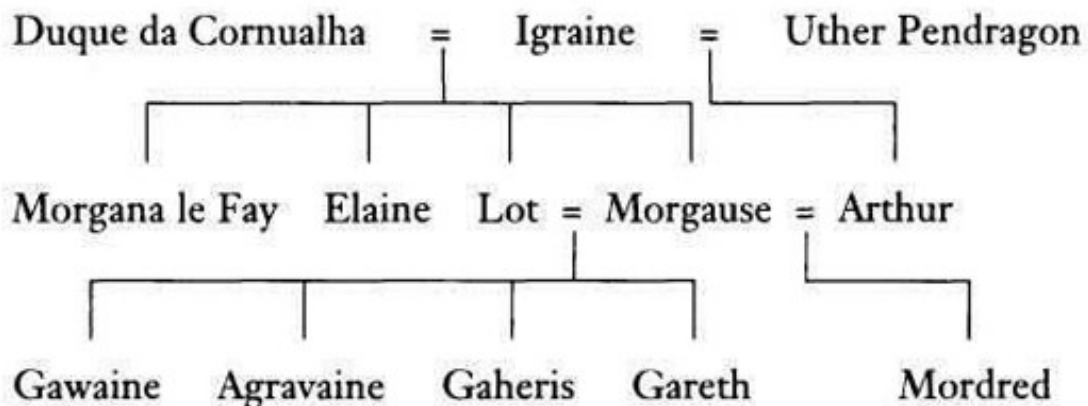 Duque da Cornualha = Igraine = Uther Pendragon
Morgana le Fay Elaine Lot = Morgause = Arthur
Gawaine Agravaine Gaheris Gareth Mordred